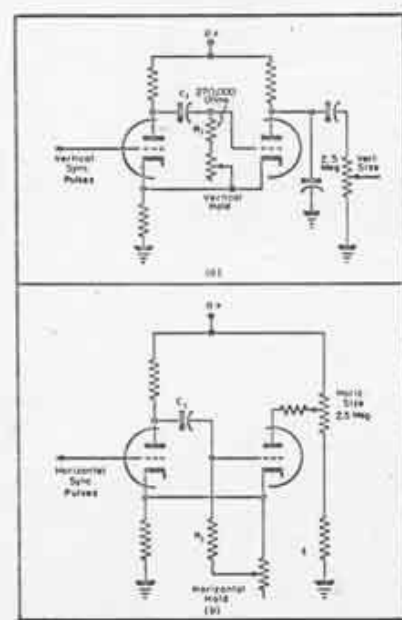 B+
C₁
270,000
Ohms
R₁
Vertical
Sync
Pulses
Vertical
Hold
2.5
Meg
Vert
Size
(a)
B+
C₁
Horiz
Size
2.5 Meg
Horizontal
Sync
Pulses
Horizontal
Hold
(b)